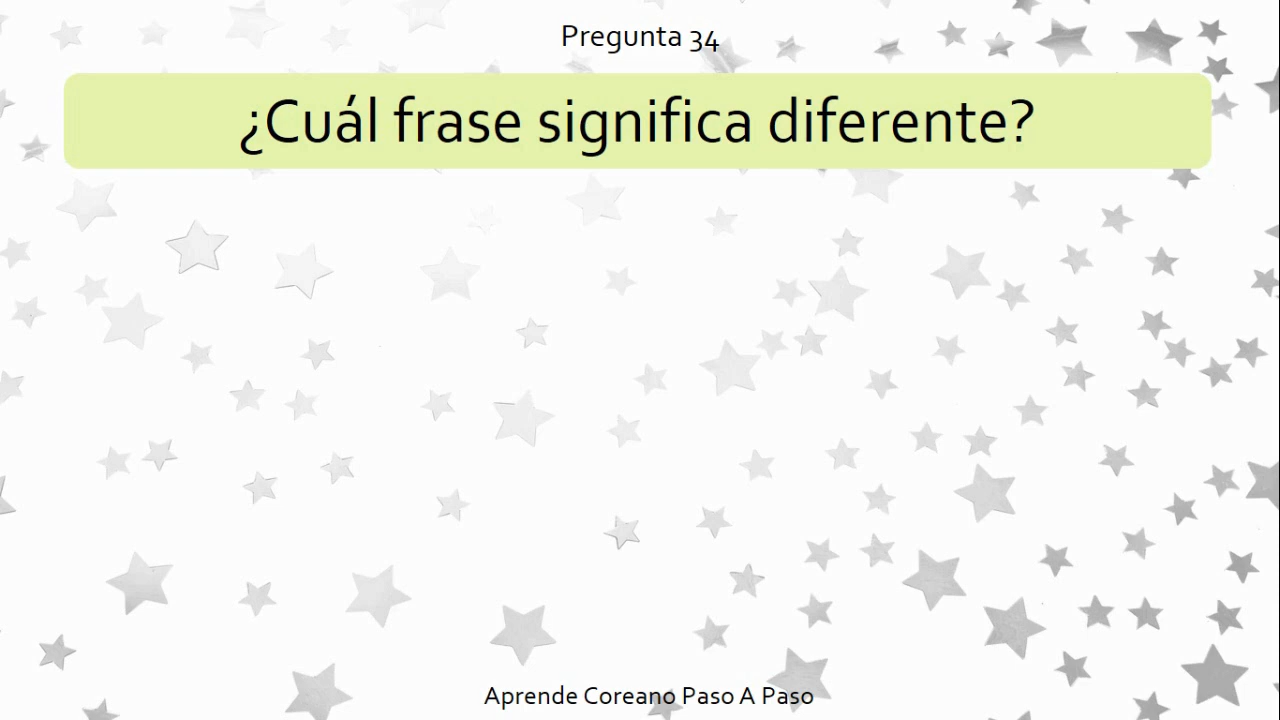 Pregunta 34
¿Cuál frase significa diferente?
Aprende Coreano Paso A Paso